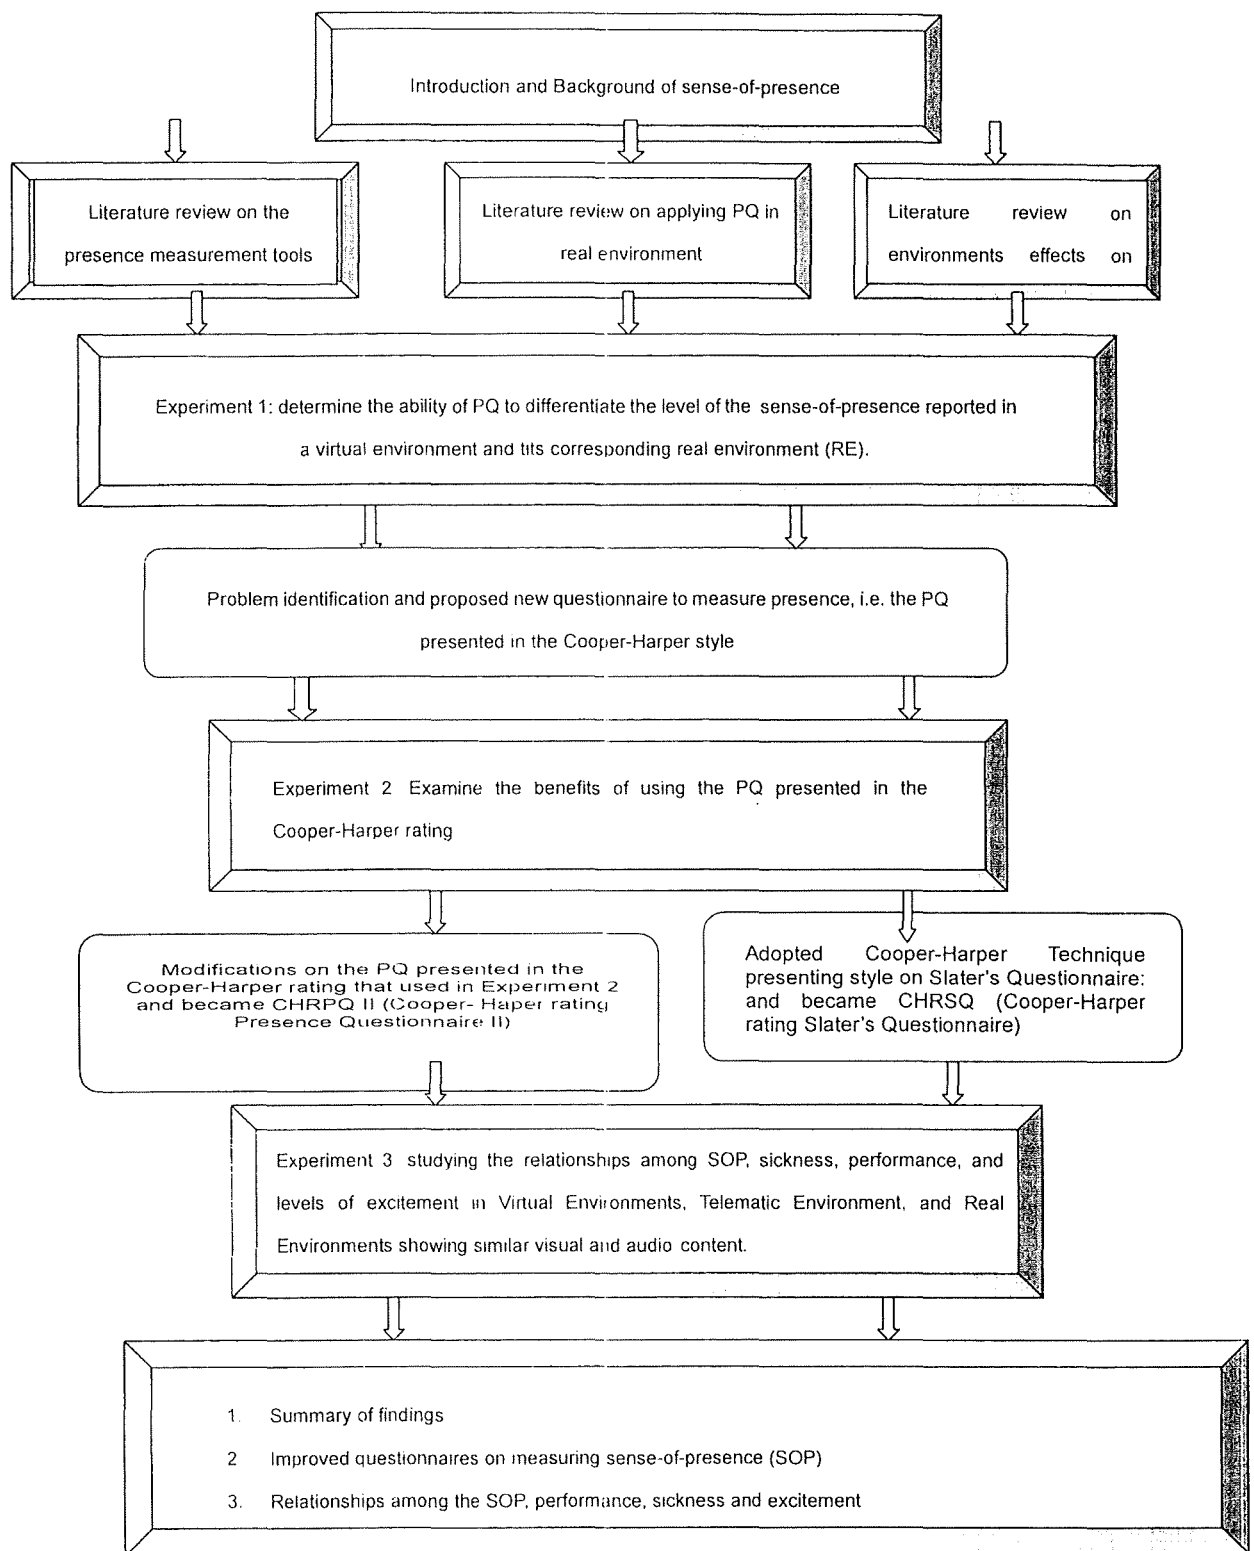 Introduction and Background of sense-of-presence
Literature review on the
presence measurement tools
Literature review on applying PQ in
real environment
Literature review on
environments effects on
Experiment 1: determine the ability of PQ to differentiate the level of the sense-of-presence reported in
a virtual environment and tits corresponding real environment (RE).
Problem identification and proposed new questionnaire to measure presence, i.e. the PQ
presented in the Cooper-Harper style
Experiment 2 Examine the benefits of using the PQ presented in the
Cooper-Harper rating
Modifications on the PQ presented in the
Cooper-Harper rating that used in Experiment 2
and became CHRPQ II (Cooper- Haper rating
Presence Questionnaire II)
Adopted Cooper-Harper Technique
presenting style on Slater's Questionnaire:
and became CHRSQ (Cooper-Harper
rating Slater's Questionnaire)
Experiment 3 studying the relationships among SOP, sickness, performance, and
levels of excitement in Virtual Environments, Telematic Environment, and Real
Environments showing similar visual and audio content.
1. Summary of findings
2 Improved questionnaires on measuring sense-of-presence (SOP)
3. Relationships among the SOP, performance, sickness and excitement